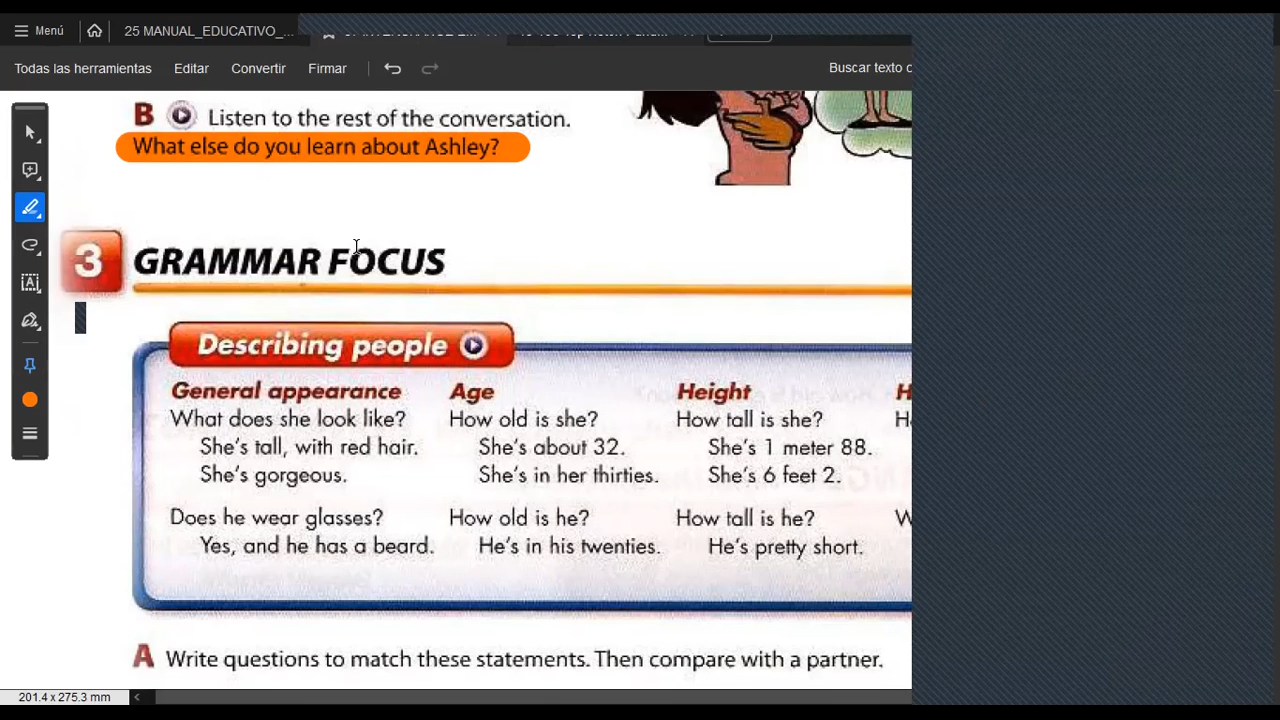 Menú
25 MANUAL_EDUCATIVO_...
Todas las herramientas Editar Convertir Firmar
Buscar texto
B Listen to the rest of the conversation.
What else do you learn about Ashley?
3 GRAMMAR FOCUS
Describing people
General appearance Age Height
What does she look like? How old is she? How tall is she?
She's tall, with red hair. She's about 32. She's 1 meter 88.
She's gorgeous. She's in her thirties. She's 6 feet 2.
Does he wear glasses? How old is he? How tall is he?
Yes, and he has a beard. He's in his twenties. He's pretty short.
A Write questions to match these statements. Then compare with a partner.
201.4 x 275.3 mm